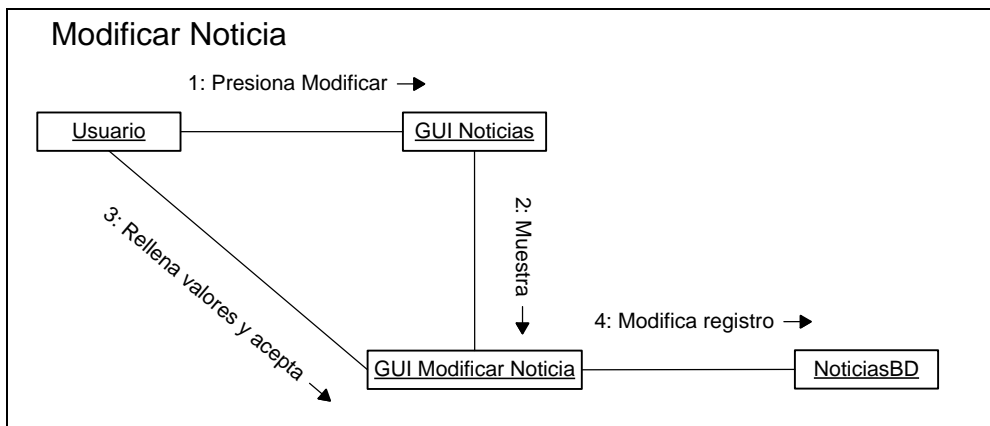 Modificar Noticia
1: Presiona Modificar
Usuario
GUI Noticias
2: Muestra
3: Rellena valores y acepta
4: Modifica registro
GUI Modificar Noticia
NoticiasBD